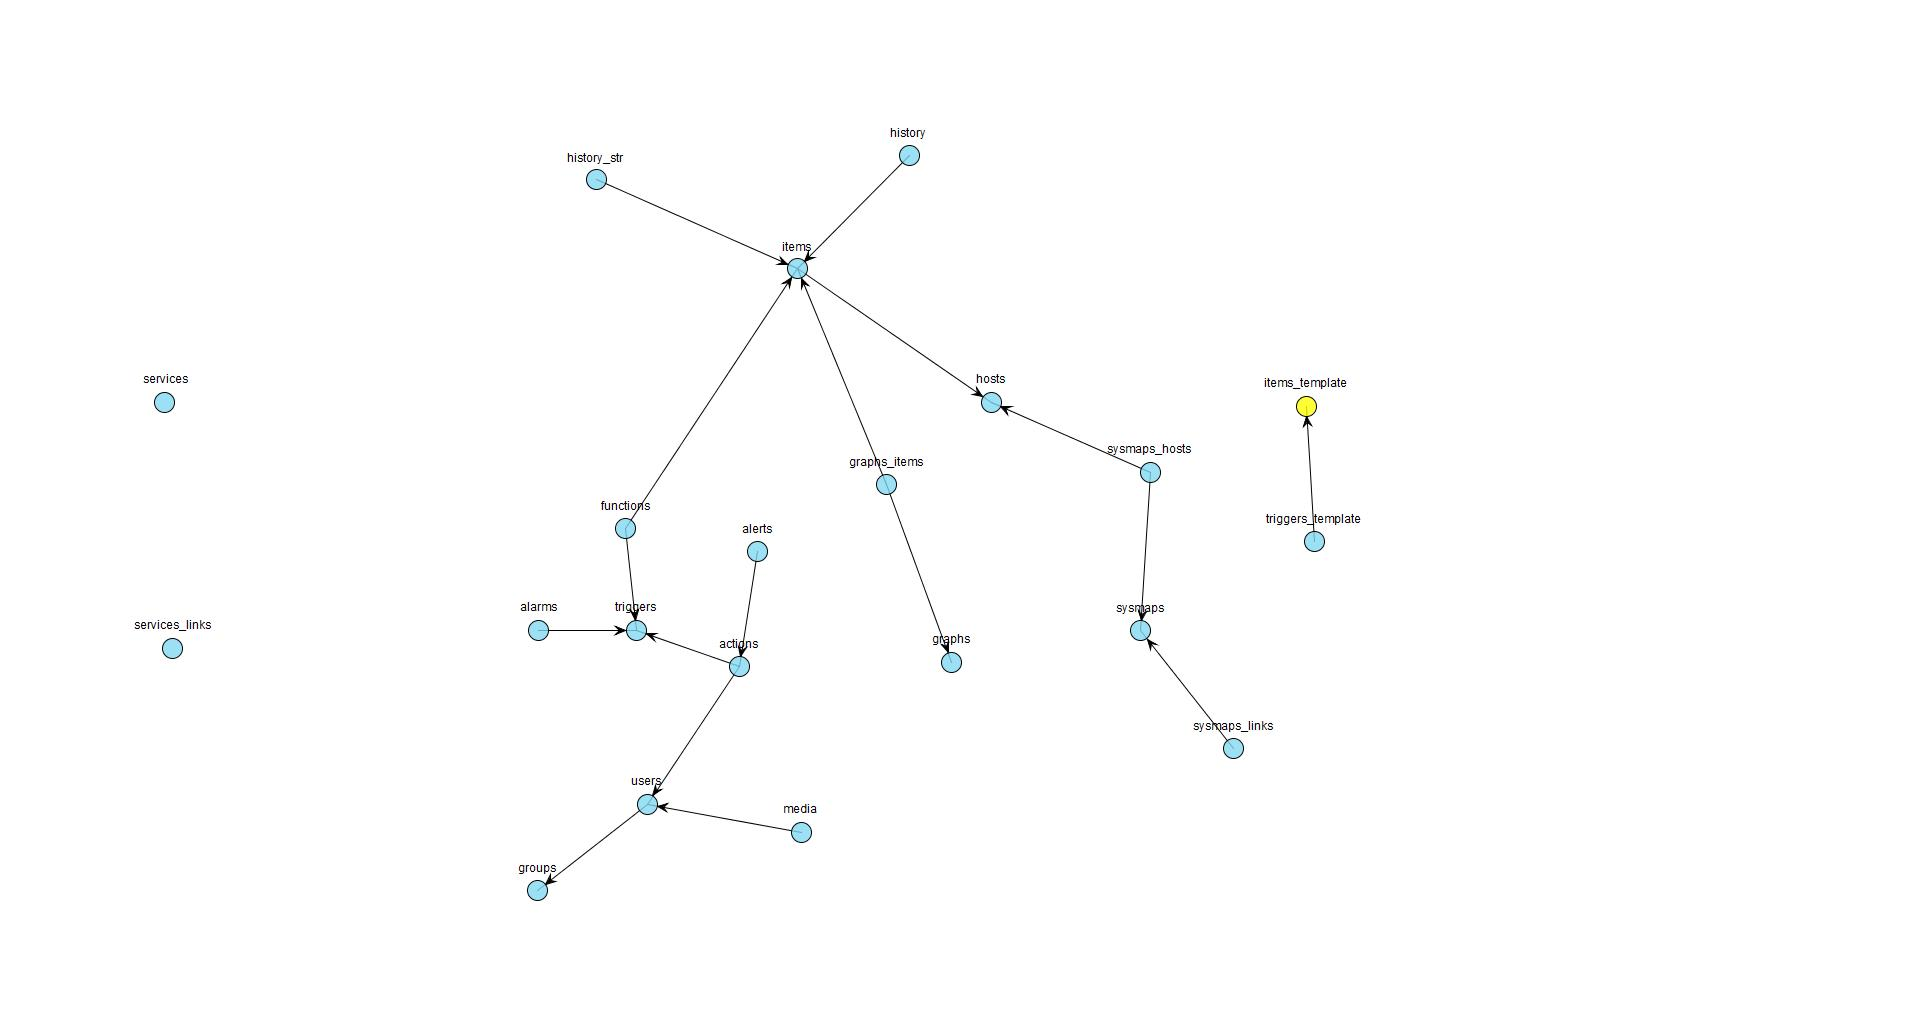 history
history_str
items
services
hosts
items_template
sysmaps_hosts
graphs_items
functions
triggers_template
alerts
alarms
triggers
sysmaps
services_links
graphs
actions
sysmaps_links
users
media
groups